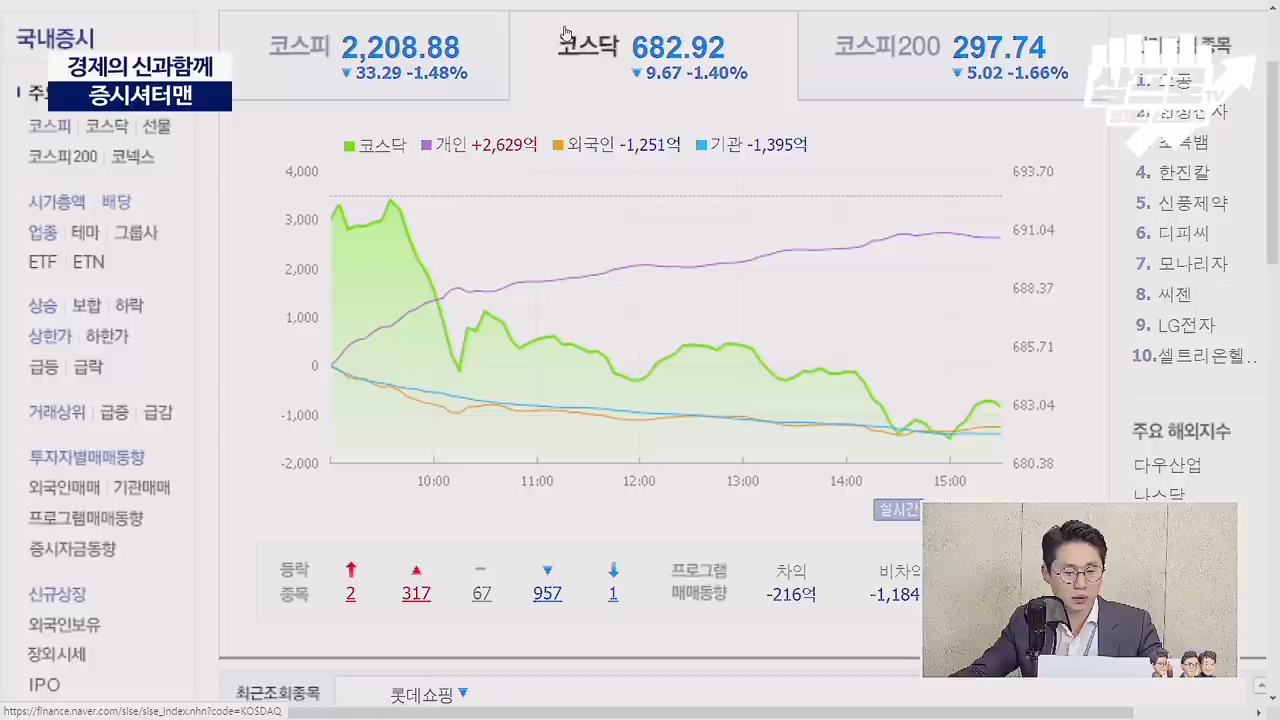 국내증시
경제의 신과함께
증시셔터맨
코스피 | 코스닥 | 선물
코스피200 | 코넥스
시가총액 | 배당
업종 | 테마 | 그룹사
ETF | ETN
상승 | 보합 | 하락
상한가 | 하한가
급등 | 급락
거래상위 | 급증 | 급감
투자자별매매동향
외국인매매 | 기관매매
프로그램매매동향
증시자금동향
신규상장
외국인보유
장외시세
IPO
코스피 2,208.88
▼33.29 -1.48%
코스닥 682.92
▼9.67 -1.40%
코스피200 297.74
▼5.02 -1.66%
코스닥 개인 +2,629억 외국인 -1,251억 기관 -1,395억
4,000
3,000
2,000
1,000
0
-1,000
-2,000
693.70
691.04
688.37
685.71
683.04
680.38
10:00 11:00 12:00 13:00 14:00 15:00
실시간
등락 종목
2 317 67 957 1
프로그램 매매동향
차익 -216억
비차익 -1,184
최근조회종목
롯데쇼핑 ▼
1.
2.
4. 한진칼
5. 신풍제약
6. 디피씨
7. 모나리자
8. 씨젠
9. LG전자
10. 셀트리온헬..
주요 해외지수
다우산업
나스닥
TV
https://finance.naver.com/sise/sise_index.nhn?code=KOSDAQ